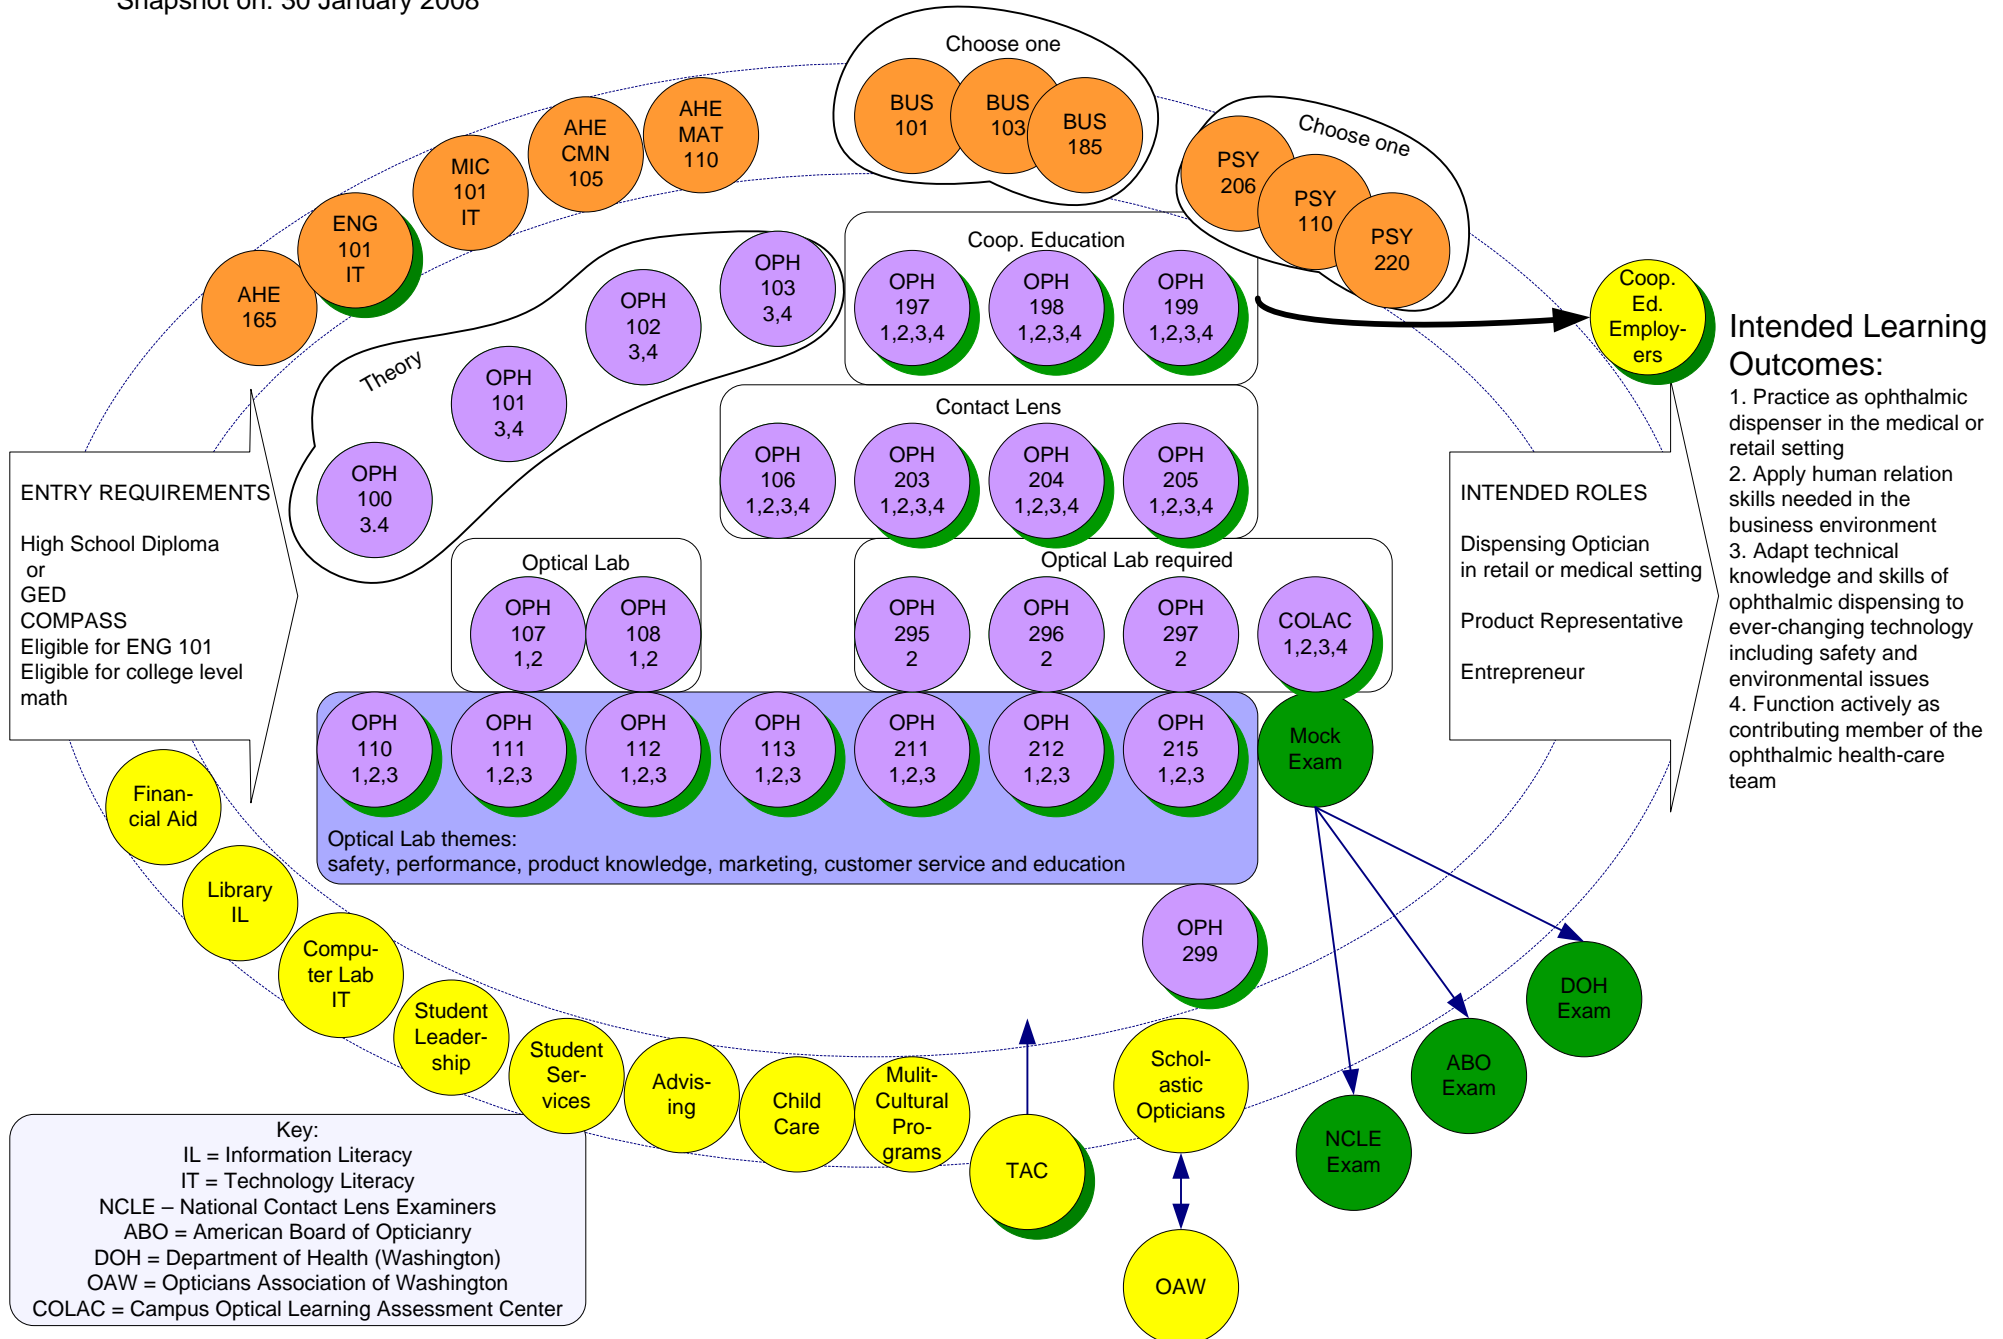 Snapshot on: 30 January 2008
Choose one
BUS
101
BUS
103
BUS
185
Choose one
PSY
206
PSY
110
PSY
220
AHE
MAT
110
AHE
CMN
105
MIC
101
IT
ENG
101
IT
AHE
165
Theory
OPH
100
3.4
OPH
101
3,4
OPH
102
3,4
OPH
103
3,4
Coop. Education
OPH
197
1,2,3,4
OPH
198
1,2,3,4
OPH
199
1,2,3,4
Coop.
Ed.
Employ-
ers
Contact Lens
OPH
106
1,2,3,4
OPH
203
1,2,3,4
OPH
204
1,2,3,4
OPH
205
1,2,3,4
Optical Lab
OPH
107
1,2
OPH
108
1,2
Optical Lab required
OPH
295
2
OPH
296
2
OPH
297
2
COLAC
1,2,3,4
OPH
110
1,2,3
OPH
111
1,2,3
OPH
112
1,2,3
OPH
113
1,2,3
OPH
211
1,2,3
OPH
212
1,2,3
OPH
215
1,2,3
Mock
Exam
Optical Lab themes:
safety, performance, product knowledge, marketing, customer service and education
OPH
299
ENTRY REQUIREMENTS
High School Diploma
or
GED
COMPASS
Eligible for ENG 101
Eligible for college level
math
INTENDED ROLES
Dispensing Optician
in retail or medical setting
Product Representative
Entrepreneur
Intended Learning
Outcomes:
1. Practice as ophthalmic
dispenser in the medical or
retail setting
2. Apply human relation
skills needed in the
business environment
3. Adapt technical
knowledge and skills of
ophthalmic dispensing to
ever-changing technology
including safety and
environmental issues
4. Function actively as
contributing member of the
ophthalmic health-care
team
Finan-
cial Aid
Library
IL
Compu-
ter Lab
IT
Student
Leader-
ship
Student
Ser-
vices
Advis-
ing
Child
Care
Mulit-
Cultural
Pro-
grams
TAC
Schol-
astic
Opticians
OAW
NCLE
Exam
ABO
Exam
DOH
Exam
Key:
IL = Information Literacy
IT = Technology Literacy
NCLE – National Contact Lens Examiners
ABO = American Board of Opticianry
DOH = Department of Health (Washington)
OAW = Opticians Association of Washington
COLAC = Campus Optical Learning Assessment Center